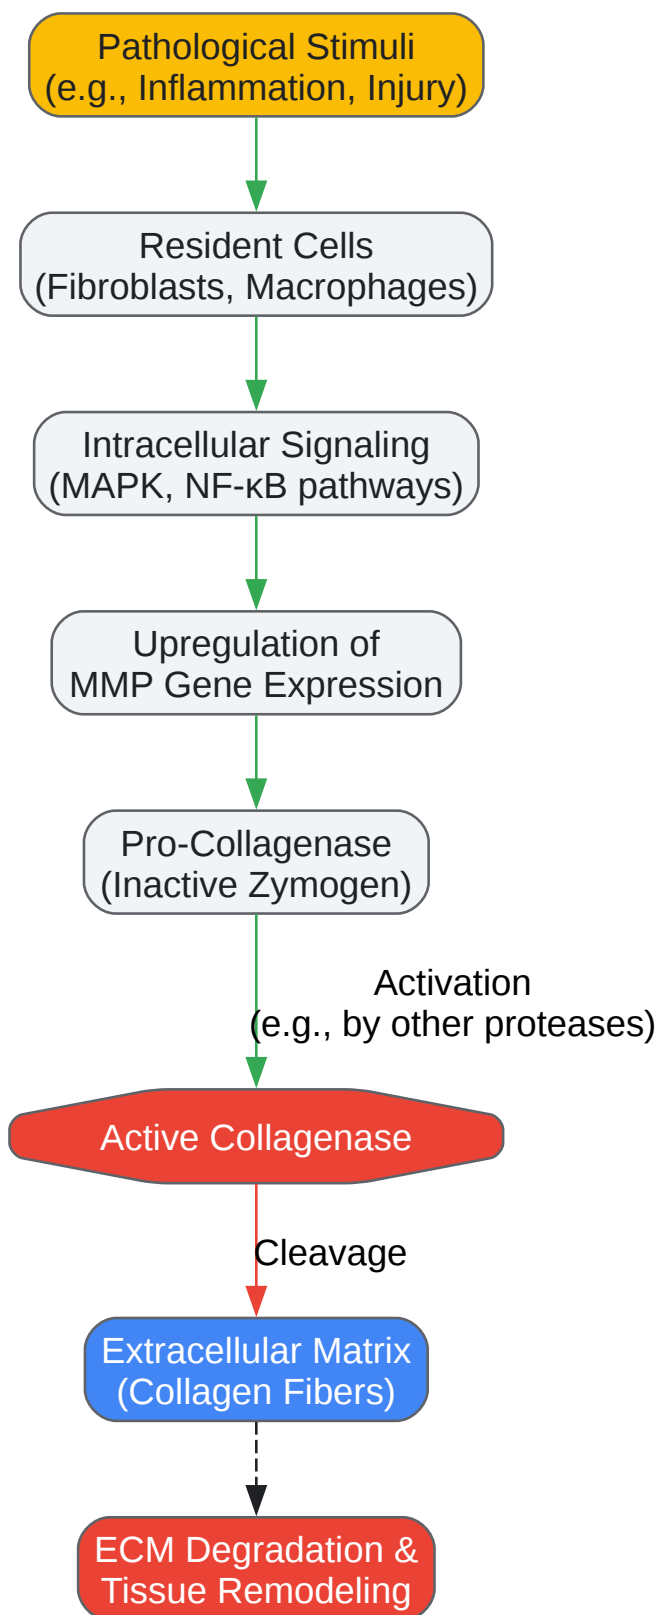 Pathological Stimuli
(e.g., Inflammation, Injury)
Resident Cells
(Fibroblasts, Macrophages)
Intracellular Signaling
(MAPK, NF-κB pathways)
Upregulation of
MMP Gene Expression
Pro-Collagenase
(Inactive Zymogen)
Activation
(e.g., by other proteases)
Active Collagenase
Cleavage
Extracellular Matrix
(Collagen Fibers)
ECM Degradation &
Tissue Remodeling